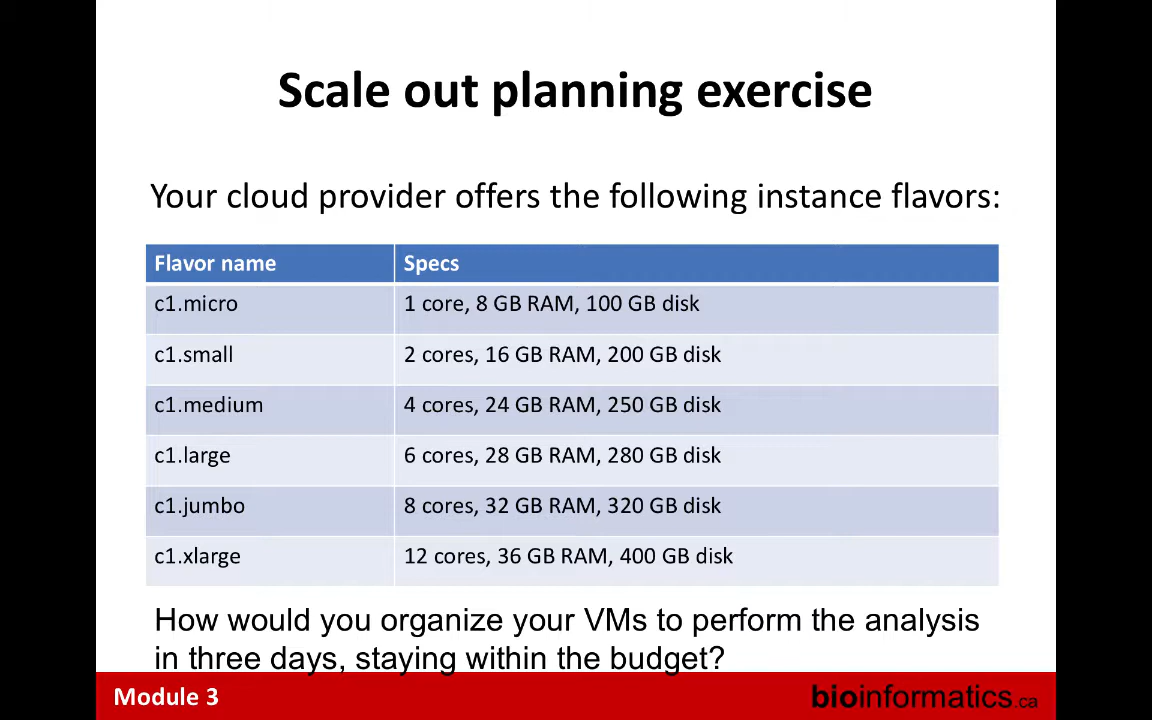 Scale out planning exercise
Your cloud provider offers the following instance flavors:
Flavor name Specs
c1.micro 1 core, 8 GB RAM, 100 GB disk
c1.small 2 cores, 16 GB RAM, 200 GB disk
c1.medium 4 cores, 24 GB RAM, 250 GB disk
c1.large 6 cores, 28 GB RAM, 280 GB disk
c1.jumbo 8 cores, 32 GB RAM, 320 GB disk
c1.xlarge 12 cores, 36 GB RAM, 400 GB disk
How would you organize your VMs to perform the analysis
in three days, staying within the budget?
Module 3 bioinformatics.ca